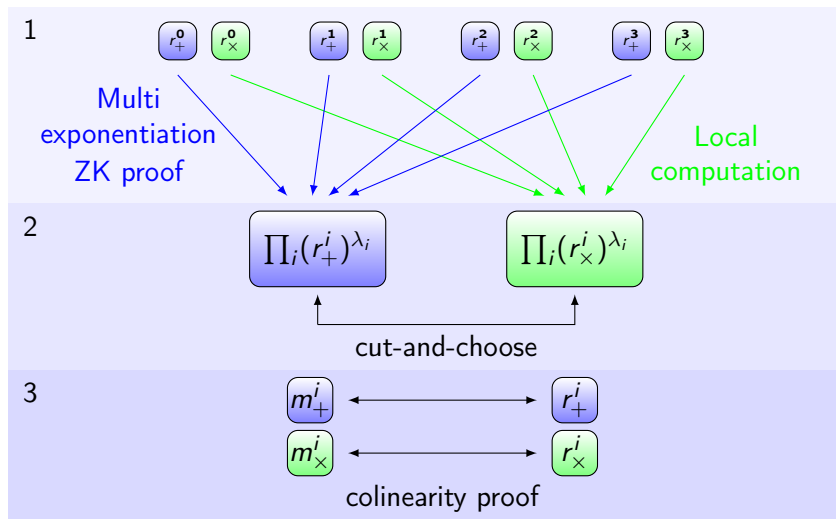 1
r₊⁰ r×⁰ r₊¹ r×¹ r₊² r×² r₊³ r×³
Multi
exponentiation
ZK proof
Local
computation
2
∏ᵢ(r₊ⁱ)^λᵢ ∏ᵢ(r×ⁱ)^λᵢ
cut-and-choose
3
m₊ⁱ r₊ⁱ
m×ⁱ r×ⁱ
colinearity proof